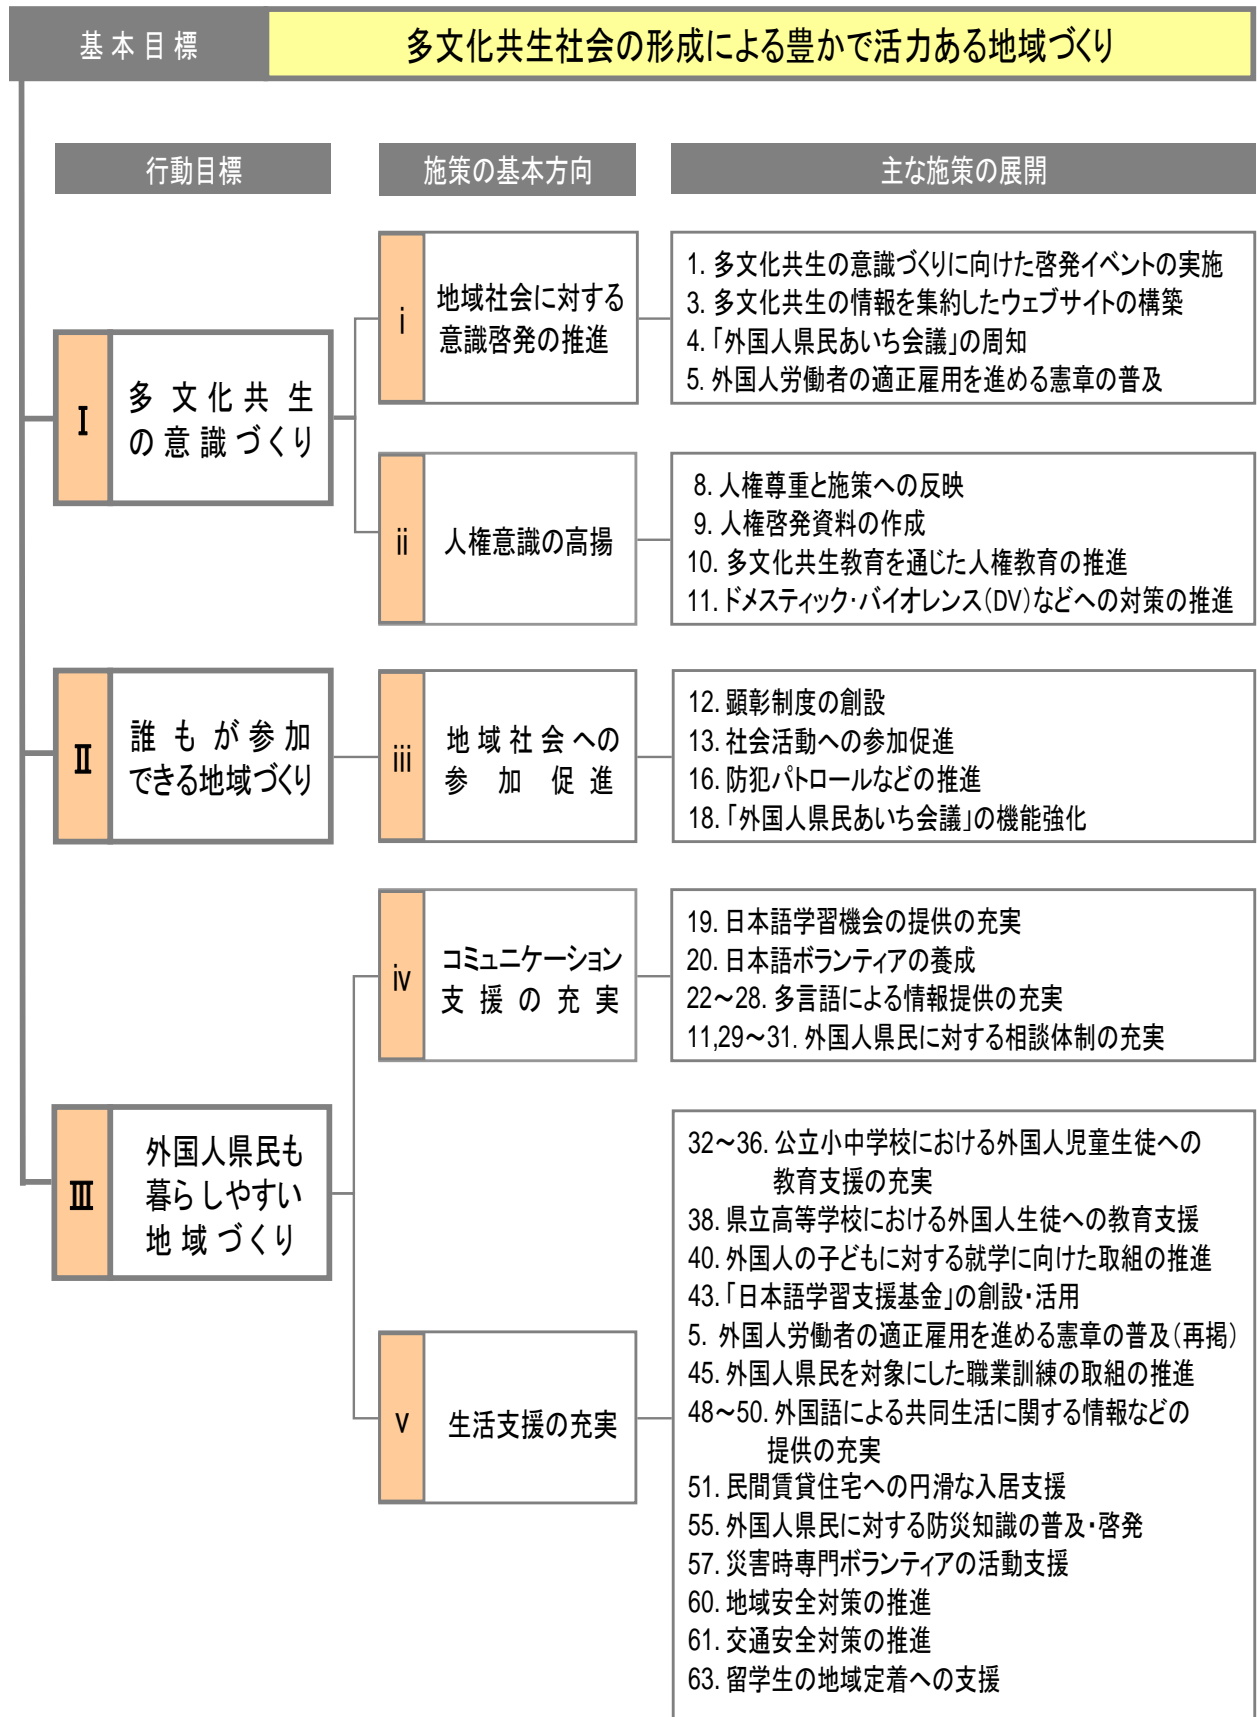 基本目標
多文化共生社会の形成による豊かで活力ある地域づくり
行動目標
施策の基本方向
主な施策の展開
Ⅰ
多文化共生
の意識づくり
ⅰ
地域社会に対する
意識啓発の推進
1. 多文化共生の意識づくりに向けた啓発イベントの実施
3. 多文化共生の情報を集約したウェブサイトの構築
4. 「外国人県民あいち会議」の周知
5. 外国人労働者の適正雇用を進める憲章の普及
ⅱ
人権意識の高揚
8. 人権尊重と施策への反映
9. 人権啓発資料の作成
10. 多文化共生教育を通じた人権教育の推進
11. ドメスティック・バイオレンス(DV)などへの対策の推進
Ⅱ
誰もが参加
できる地域づくり
ⅲ
地域社会への
参加促進
12. 顕彰制度の創設
13. 社会活動への参加促進
16. 防犯パトロールなどの推進
18. 「外国人県民あいち会議」の機能強化
Ⅲ
外国人県民も
暮らしやすい
地域づくり
ⅳ
コミュニケーション
支援の充実
19. 日本語学習機会の提供の充実
20. 日本語ボランティアの養成
22～28. 多言語による情報提供の充実
11,29～31. 外国人県民に対する相談体制の充実
ⅴ
生活支援の充実
32～36. 公立小中学校における外国人児童生徒への
教育支援の充実
38. 県立高等学校における外国人生徒への教育支援
40. 外国人の子どもに対する就学に向けた取組の推進
43. 「日本語学習支援基金」の創設・活用
5. 外国人労働者の適正雇用を進める憲章の普及(再掲)
45. 外国人県民を対象にした職業訓練の取組の推進
48～50. 外国語による共同生活に関する情報などの
提供の充実
51. 民間賃貸住宅への円滑な入居支援
55. 外国人県民に対する防災知識の普及・啓発
57. 災害時専門ボランティアの活動支援
60. 地域安全対策の推進
61. 交通安全対策の推進
63. 留学生の地域定着への支援